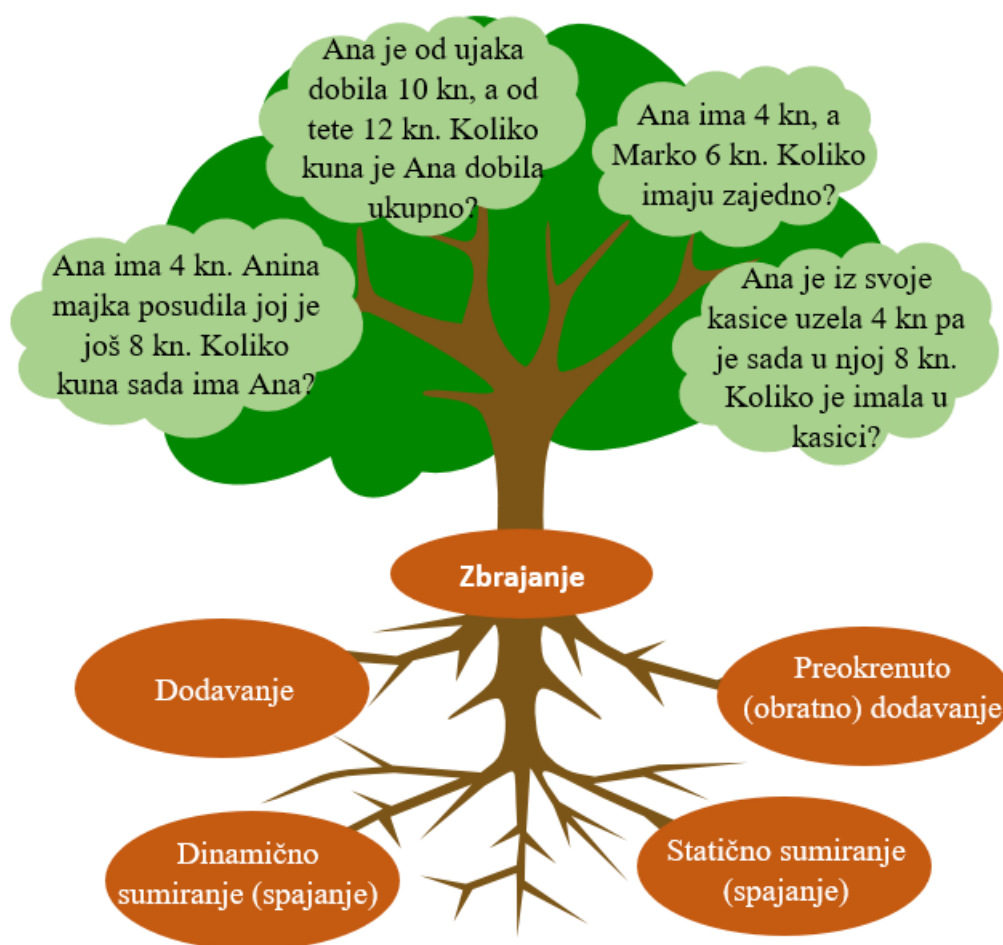 Ana je od ujaka
dobila 10 kn, a od
tete 12 kn. Koliko
kuna je Ana dobila
ukupno?
Ana ima 4 kn, a
Marko 6 kn. Koliko
imaju zajedno?
Ana ima 4 kn. Anina
majka posudila joj je
još 8 kn. Koliko
kuna sada ima Ana?
Ana je iz svoje
kasice uzela 4 kn pa
je sada u njoj 8 kn.
Koliko je imala u
kasici?
Zbrajanje
Dodavanje
Preokrenuto
(obratno) dodavanje
Dinamično
sumiranje (spajanje)
Statično sumiranje
(spajanje)